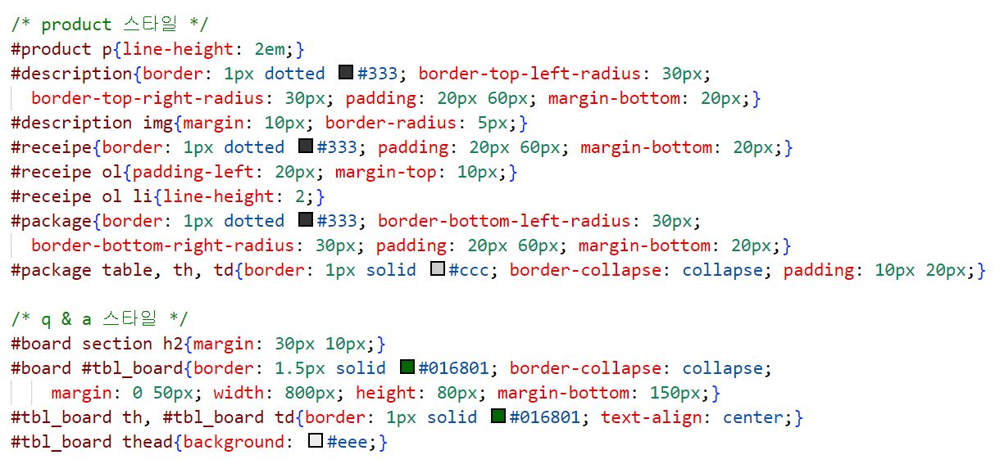 /* product 스타일 */
#product p{line-height: 2em;}
#description{border: 1px dotted #333; border-top-left-radius: 30px;
border-top-right-radius: 30px; padding: 20px 60px; margin-bottom: 20px;}
#description img{margin: 10px; border-radius: 5px;}
#receipe{border: 1px dotted #333; padding: 20px 60px; margin-bottom: 20px;}
#receipe ol{padding-left: 20px; margin-top: 10px;}
#receipe ol li{line-height: 2;}
#package{border: 1px dotted #333; border-bottom-left-radius: 30px;
border-bottom-right-radius: 30px; padding: 20px 60px; margin-bottom: 20px;}
#package table, th, td{border: 1px solid #ccc; border-collapse: collapse; padding: 10px 20px;}
/* q & a 스타일 */
#board section h2{margin: 30px 10px;}
#board #tbl_board{border: 1.5px solid #016801; border-collapse: collapse;
margin: 0 50px; width: 800px; height: 80px; margin-bottom: 150px;}
#tbl_board th, #tbl_board td{border: 1px solid #016801; text-align: center;}
#tbl_board thead{background: #eee;}